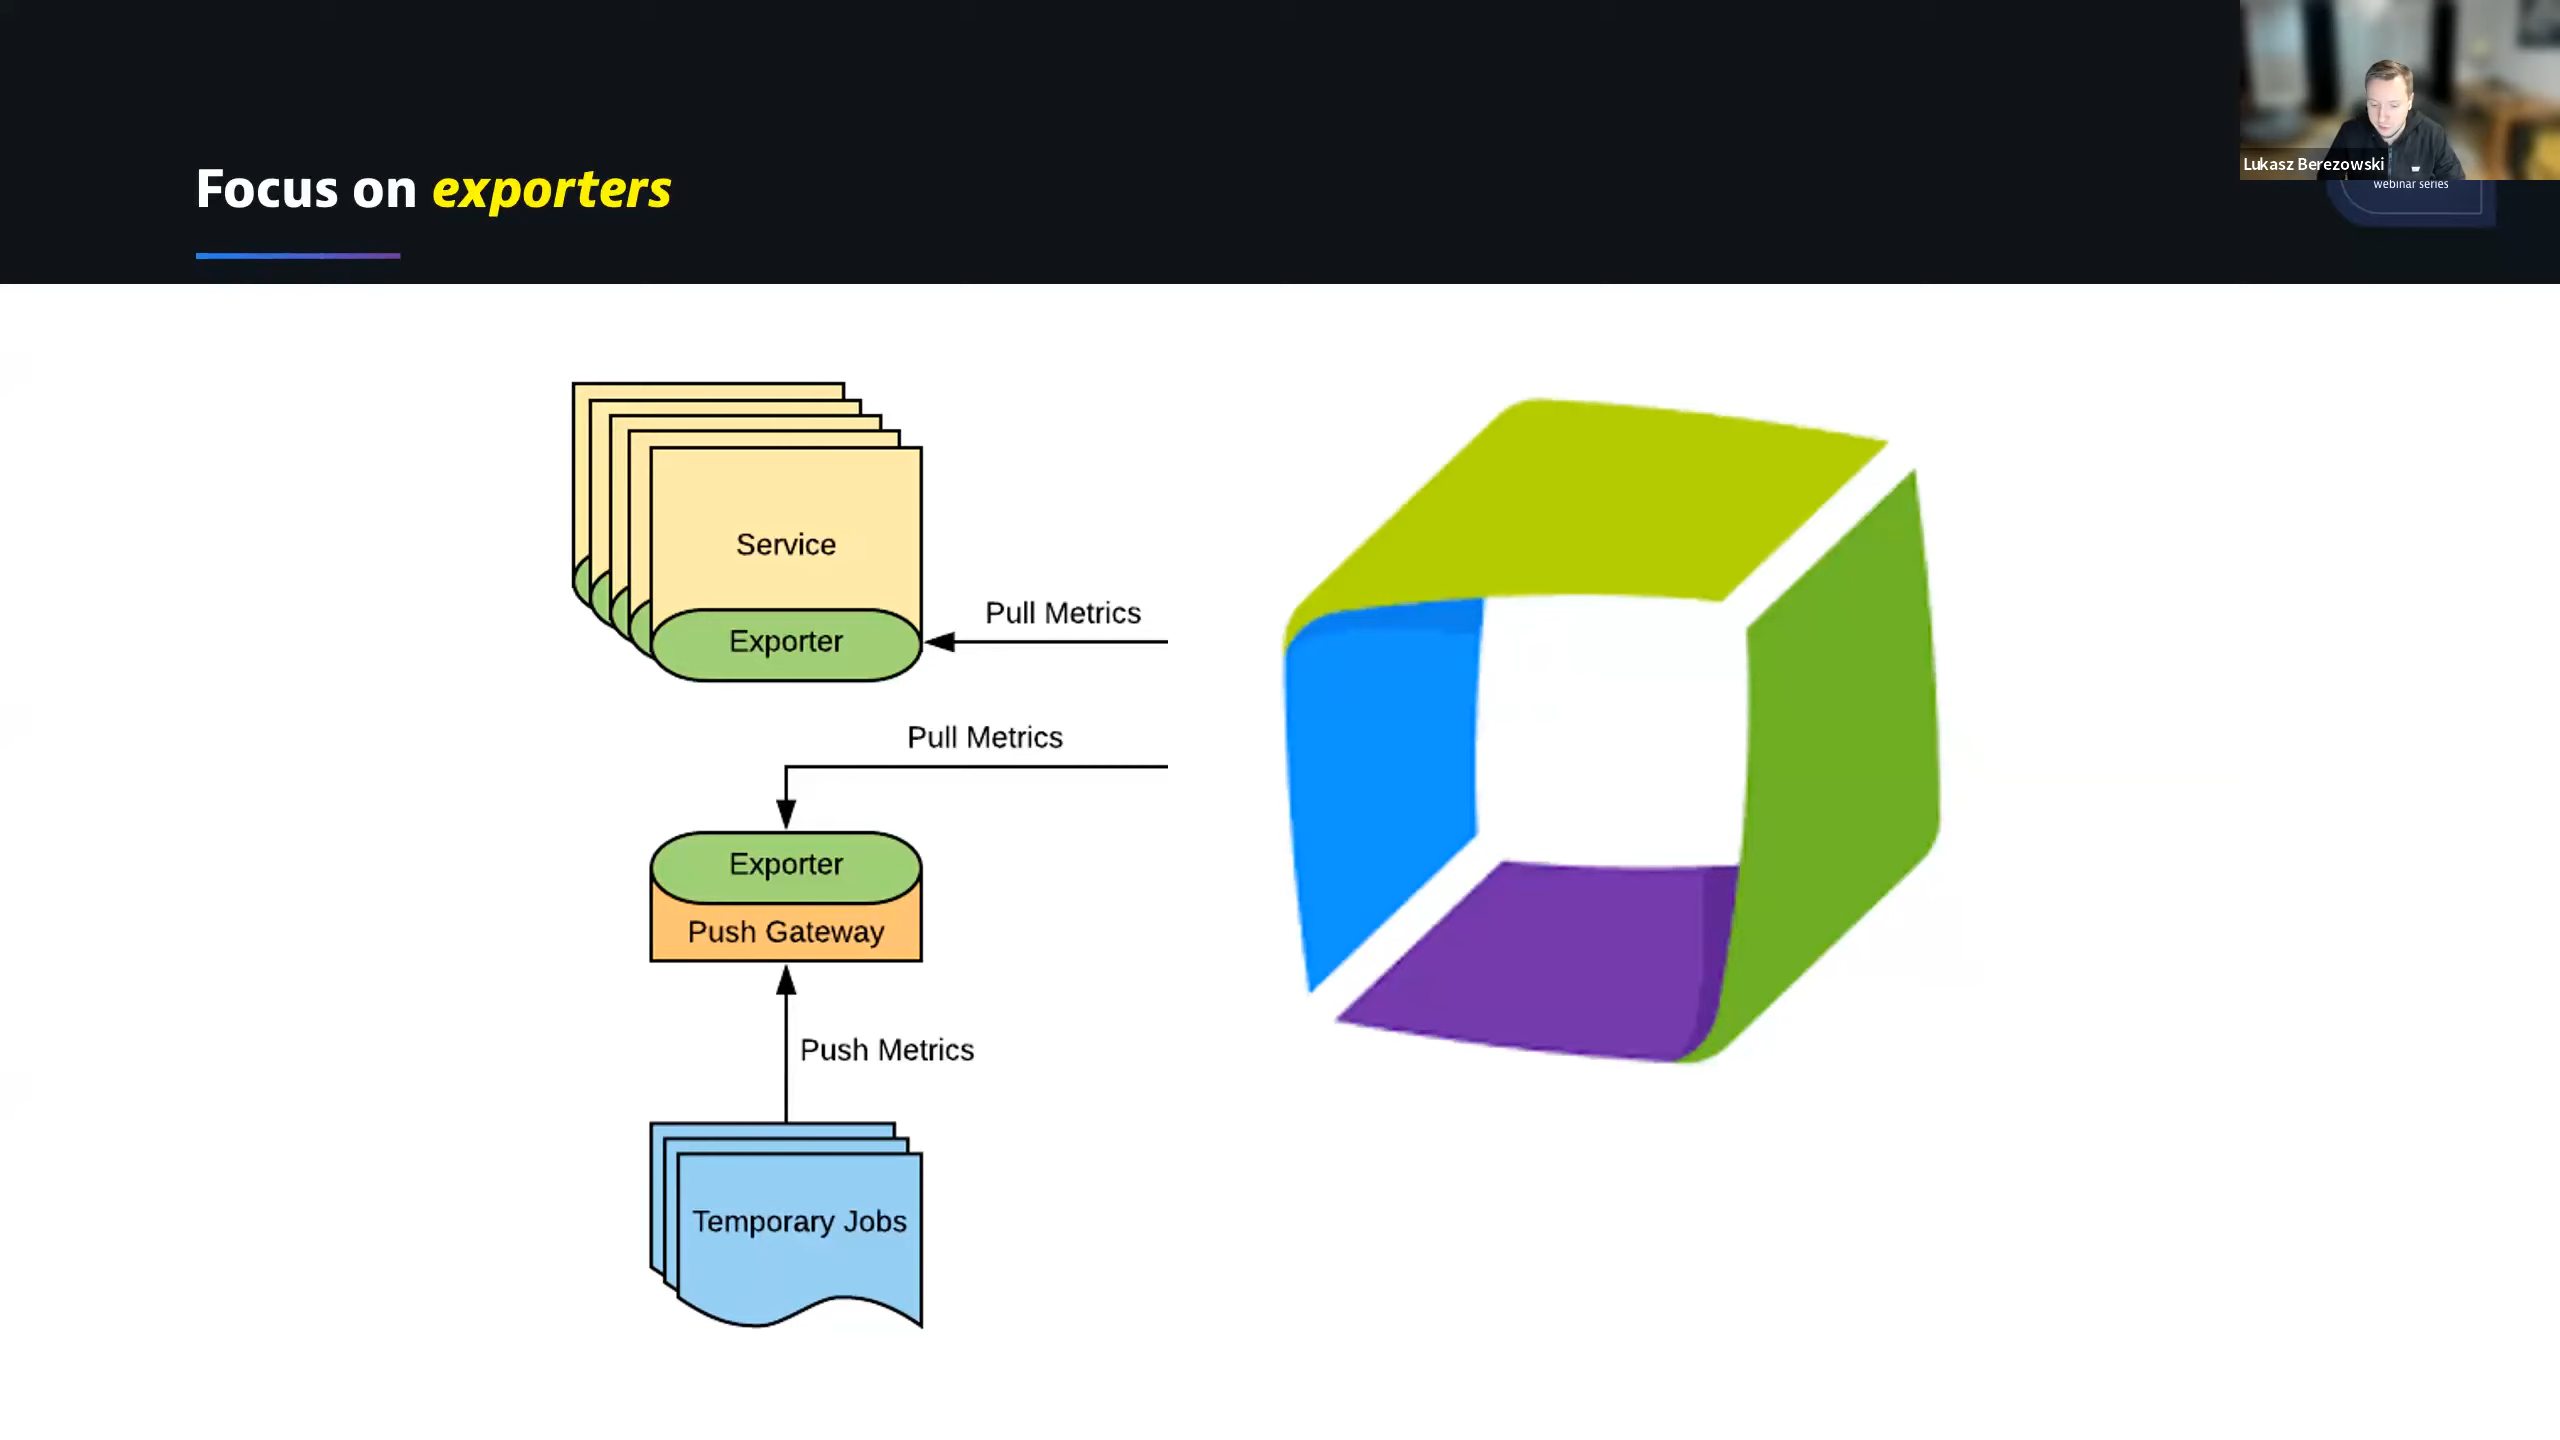 Focus on exporters
Lukasz Berezowski
webinar series
Service
Exporter
Pull Metrics
Pull Metrics
Exporter
Push Gateway
Push Metrics
Temporary Jobs